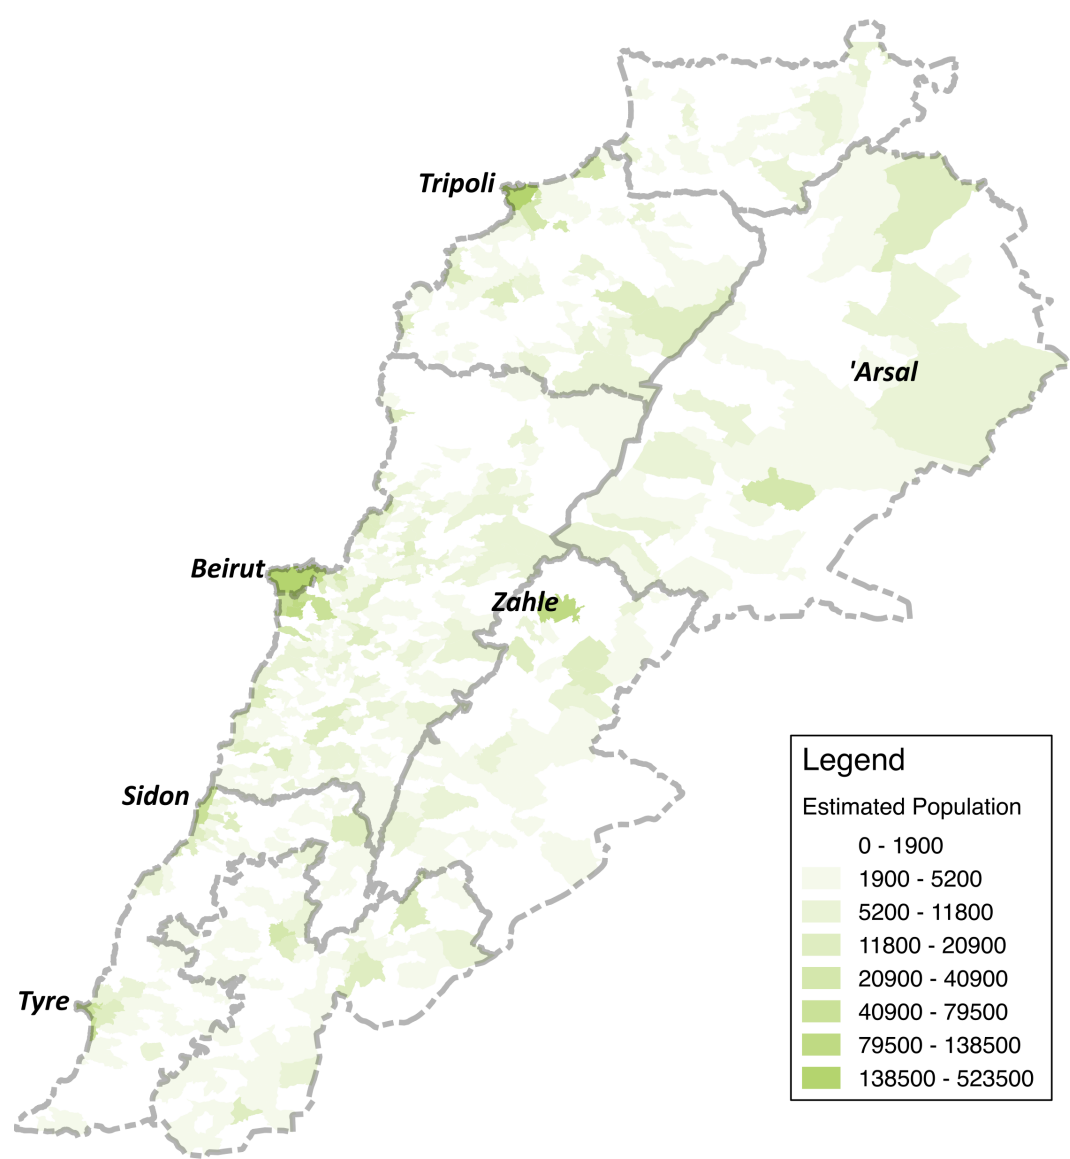 Tripoli
'Arsal
Beirut
Zahle
Sidon
Tyre
Legend
Estimated Population
0 - 1900
1900 - 5200
5200 - 11800
11800 - 20900
20900 - 40900
40900 - 79500
79500 - 138500
138500 - 523500